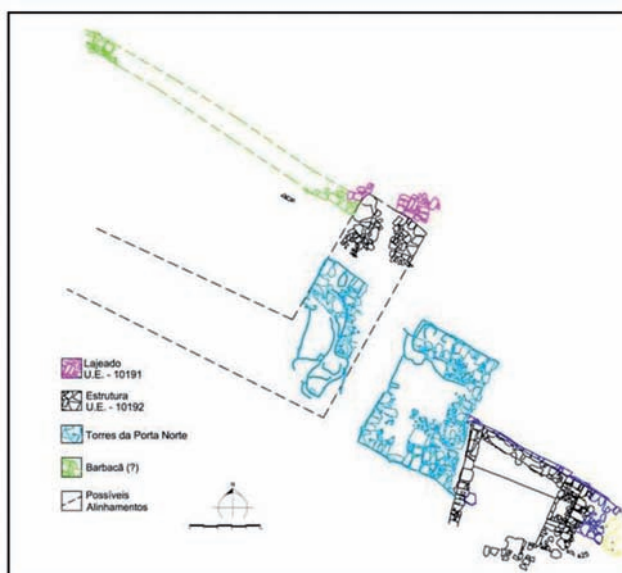 Lajeado
U.E. - 10191
Estrutura
U.E. - 10192
Torres da Porta Norte
Barbacã (?)
Possíveis
Alinhamentos